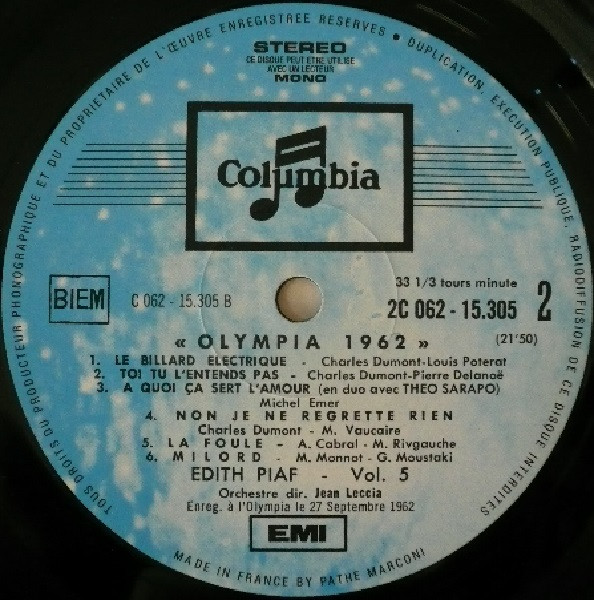 TOUS DROITS DU PRODUCTEUR PHONOGRAPHIQUE ET DU PROPRIETAIRE DE L'ŒUVRE ENREGISTREE RESERVES • DUPLICATION, EXECUTION PUBLIQUE, RADIODIFFUSION DE CE DISQUE INTERDITES
STEREO
CE DISQUE PEUT ETRE UTILISE
AVEC UN LECTEUR
MONO
Columbia
33 1/3 tours minute
BIEM
C 062 - 15.305 B
2C 062 - 15.305
2
« OLYMPIA 1962 »
(21'50)
1. LE BILLARD ELECTRIQUE - Charles Dumont-Louis Poterat
2. TOI TU L'ENTENDS PAS - Charles Dumont-Pierre Delanoë
3. A QUOI ÇA SERT L'AMOUR (en duo avec THEO SARAPO)
Michel Emer
4. NON JE NE REGRETTE RIEN
Charles Dumont - M. Vaucaire
5. LA FOULE - A. Cabral - M. Rivgauche
6. MILORD - M. Monnot - G. Moustaki
EDITH PIAF - Vol. 5
Orchestre dir. Jean Leccia
Enreg. à l'Olympia le 27 Septembre 1962
EMI
MADE IN FRANCE BY PATHE MARCONI